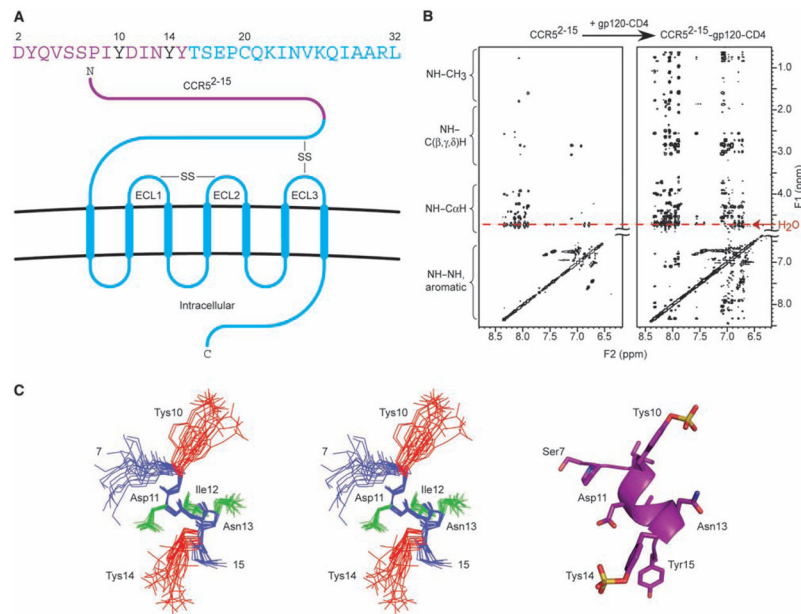 A
2 10 14 20 32
DYQVSSPIYDINYYTSEPCQKINVKQIAARL
N
CCR52-15
SS
SS
ECL1 ECL2 ECL3
Intracellular
C
B
CCR52-15 + gp120-CD4 CCR52-15-gp120-CD4
NH–CH3
NH–
C(β,γ,δ)H
NH–CαH
NH–NH,
aromatic
1.0
3.0
4.0
H2O
7.0
8.0
F1 (ppm)
8.5 8.0 7.5 7.0 6.5 8.5 8.0 7.5 7.0 6.5
F2 (ppm)
C
Tys10 Tys10 Tys10
7 7 Ser7
Asp11 Ile12 Asp11 Ile12 Asp11
Asn13 Asn13 Asn13
15 15
Tys14 Tys14 Tys14 Tyr15